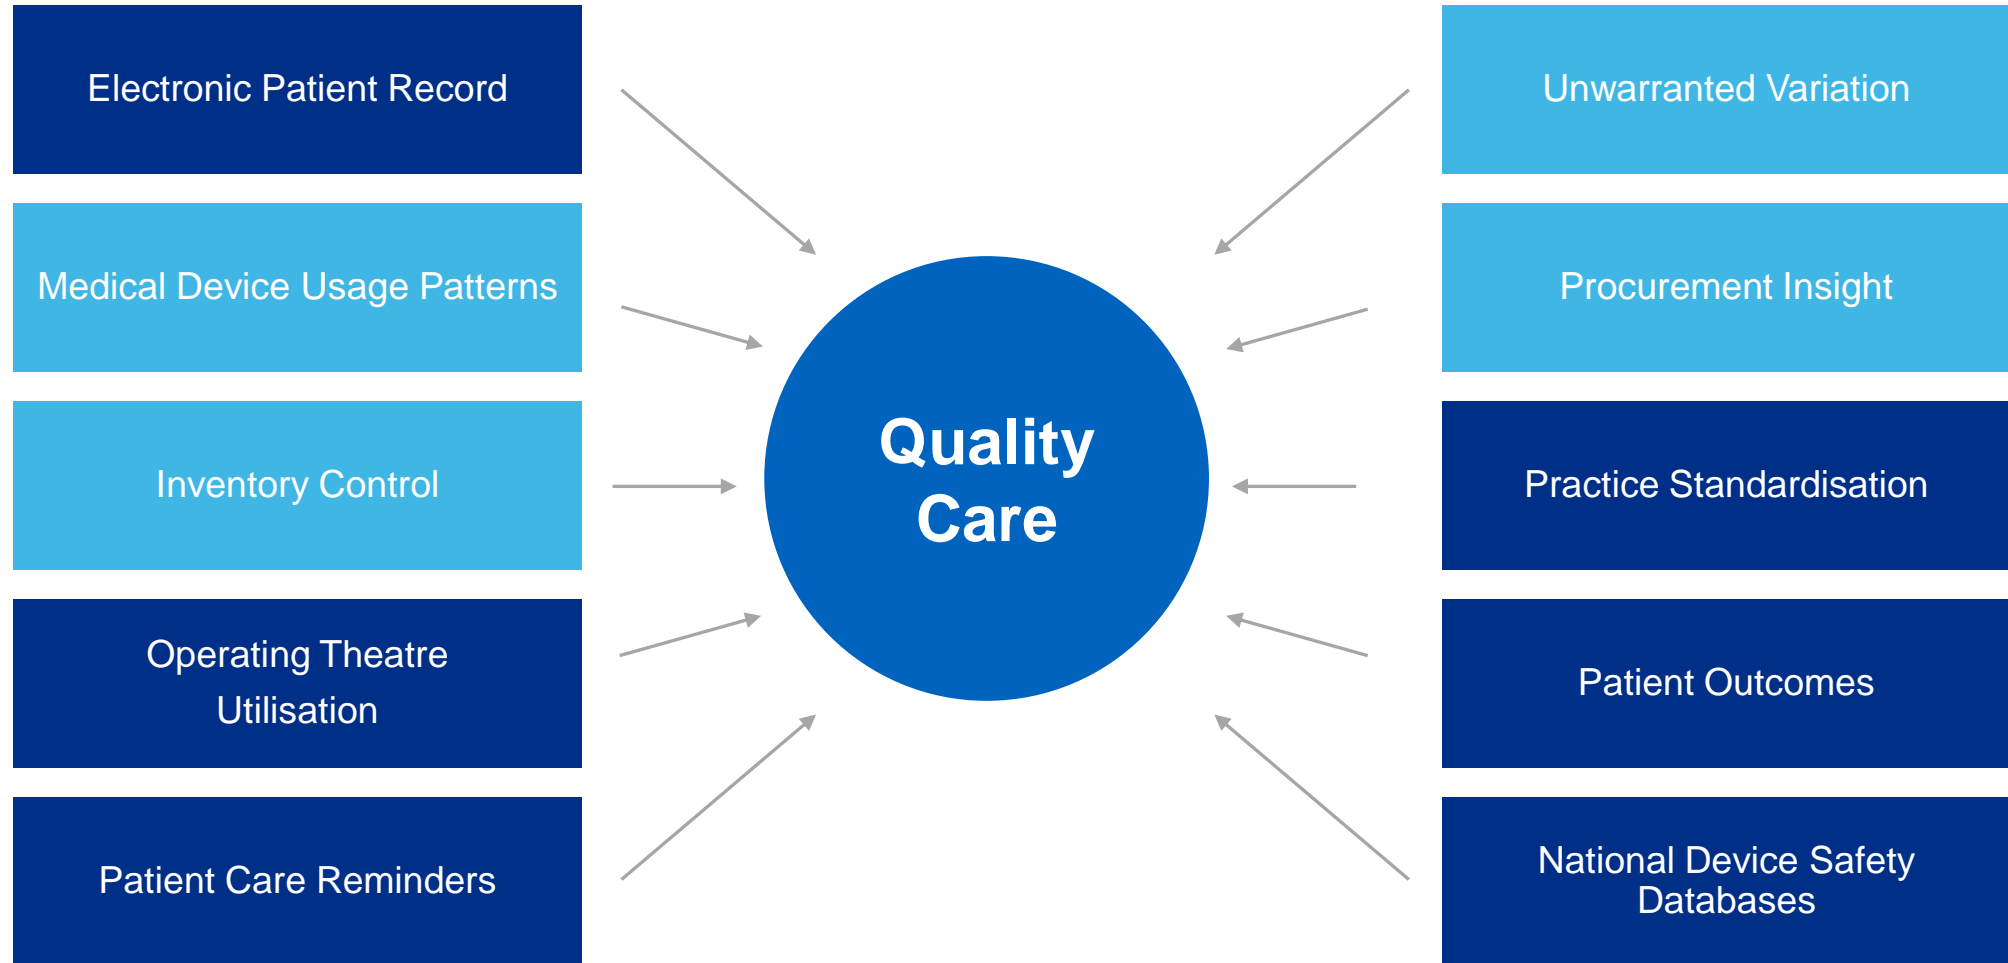 Electronic Patient Record
Medical Device Usage Patterns
Inventory Control
Operating Theatre
Utilisation
Patient Care Reminders
Quality
Care
Unwarranted Variation
Procurement Insight
Practice Standardisation
Patient Outcomes
National Device Safety
Databases